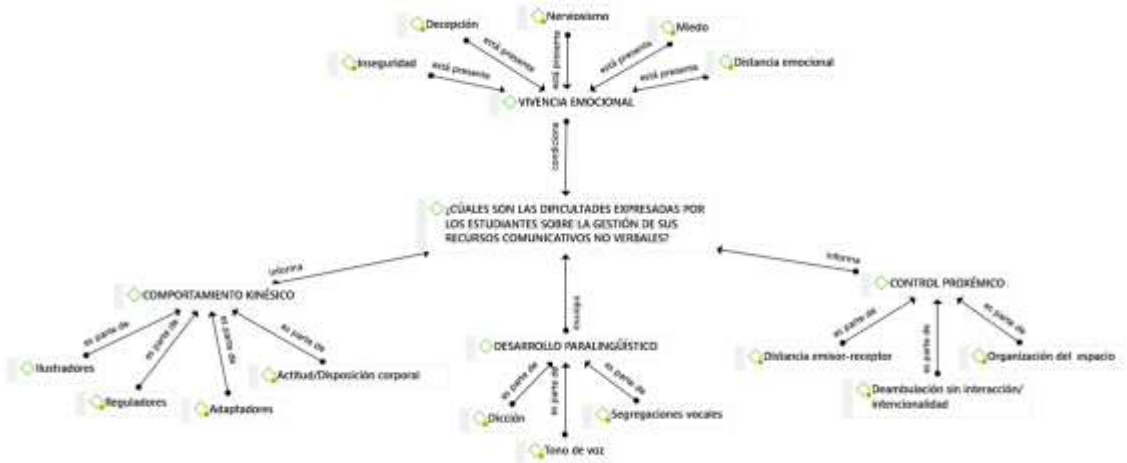 Decepción
Nerviosismo
Miedo
Inseguridad
Distancia emocional
está presente
está presente
está presente
está presente
está presente
VIVENCIA EMOCIONAL
condiciona
¿CUÁLES SON LAS DIFICULTADES EXPRESADAS POR
LOS ESTUDIANTES SOBRE LA GESTIÓN DE SUS
RECURSOS COMUNICATIVOS NO VERBALES?
informa
informa
informa
COMPORTAMIENTO KINÉSICO
es parte de
es parte de
es parte de
es parte de
Ilustradores
Reguladores
Adaptadores
Actitud/Disposición corporal
DESARROLLO PARALINGÜÍSTICO
es parte de
es parte de
es parte de
Dicción
Tono de voz
Segregaciones vocales
CONTROL PROXÉMICO
es parte de
es parte de
es parte de
Distancia emisor-receptor
Deambulación sin interacción/
intencionalidad
Organización del espacio